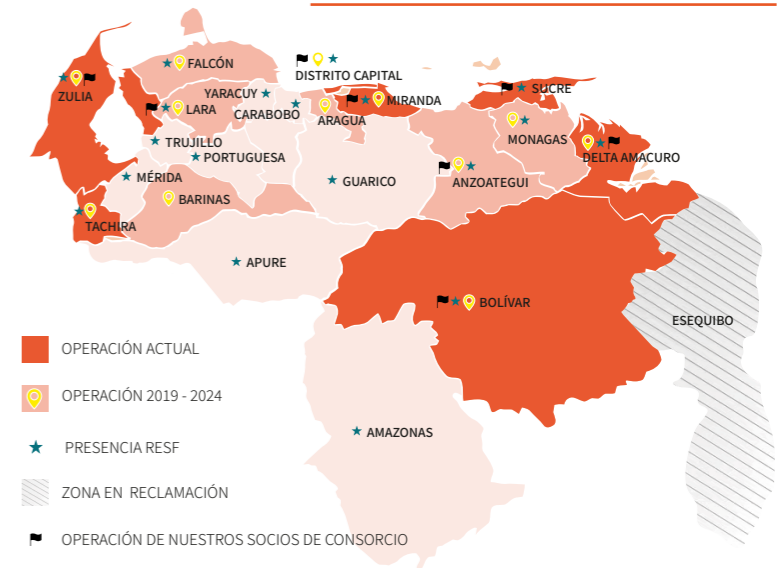 FALCÓN
DISTRITO CAPITAL
ZULIA
YARACUY
SUCRE
LARA
CARABOBO
ARAGUA
MIRANDA
TRUJILLO
MONAGAS
PORTUGUESA
DELTA AMACURO
MÉRIDA
GUARICO
ANZOATEGUI
BARINAS
TACHIRA
APURE
BOLÍVAR
ESEQUIBO
AMAZONAS
OPERACIÓN ACTUAL
OPERACIÓN 2019 - 2024
PRESENCIA RESF
ZONA EN RECLAMACIÓN
OPERACIÓN DE NUESTROS SOCIOS DE CONSORCIO